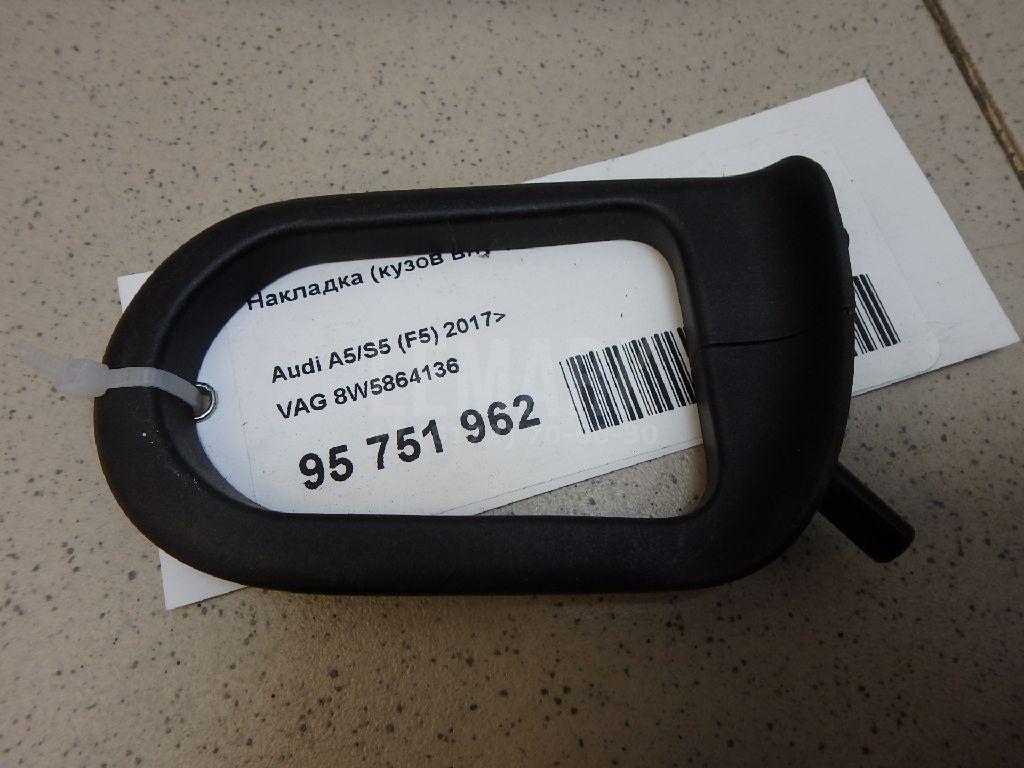 Накладка (кузов
Audi A5/S5 (F5) 2017>
VAG 8W5864136
95 751 962